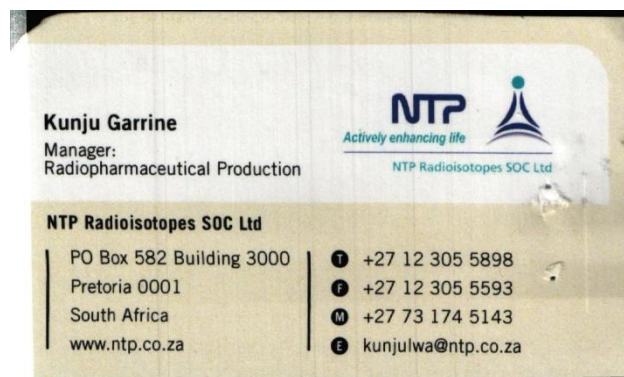 NTP
Actively enhancing life
NTP Radioisotopes SOC Ltd
Kunju Garrine
Manager:
Radiopharmaceutical Production
NTP Radioisotopes SOC Ltd
PO Box 582 Building 3000
Pretoria 0001
South Africa
www.ntp.co.za
T +27 12 305 5898
F +27 12 305 5593
M +27 73 174 5143
E kunjulwa@ntp.co.za